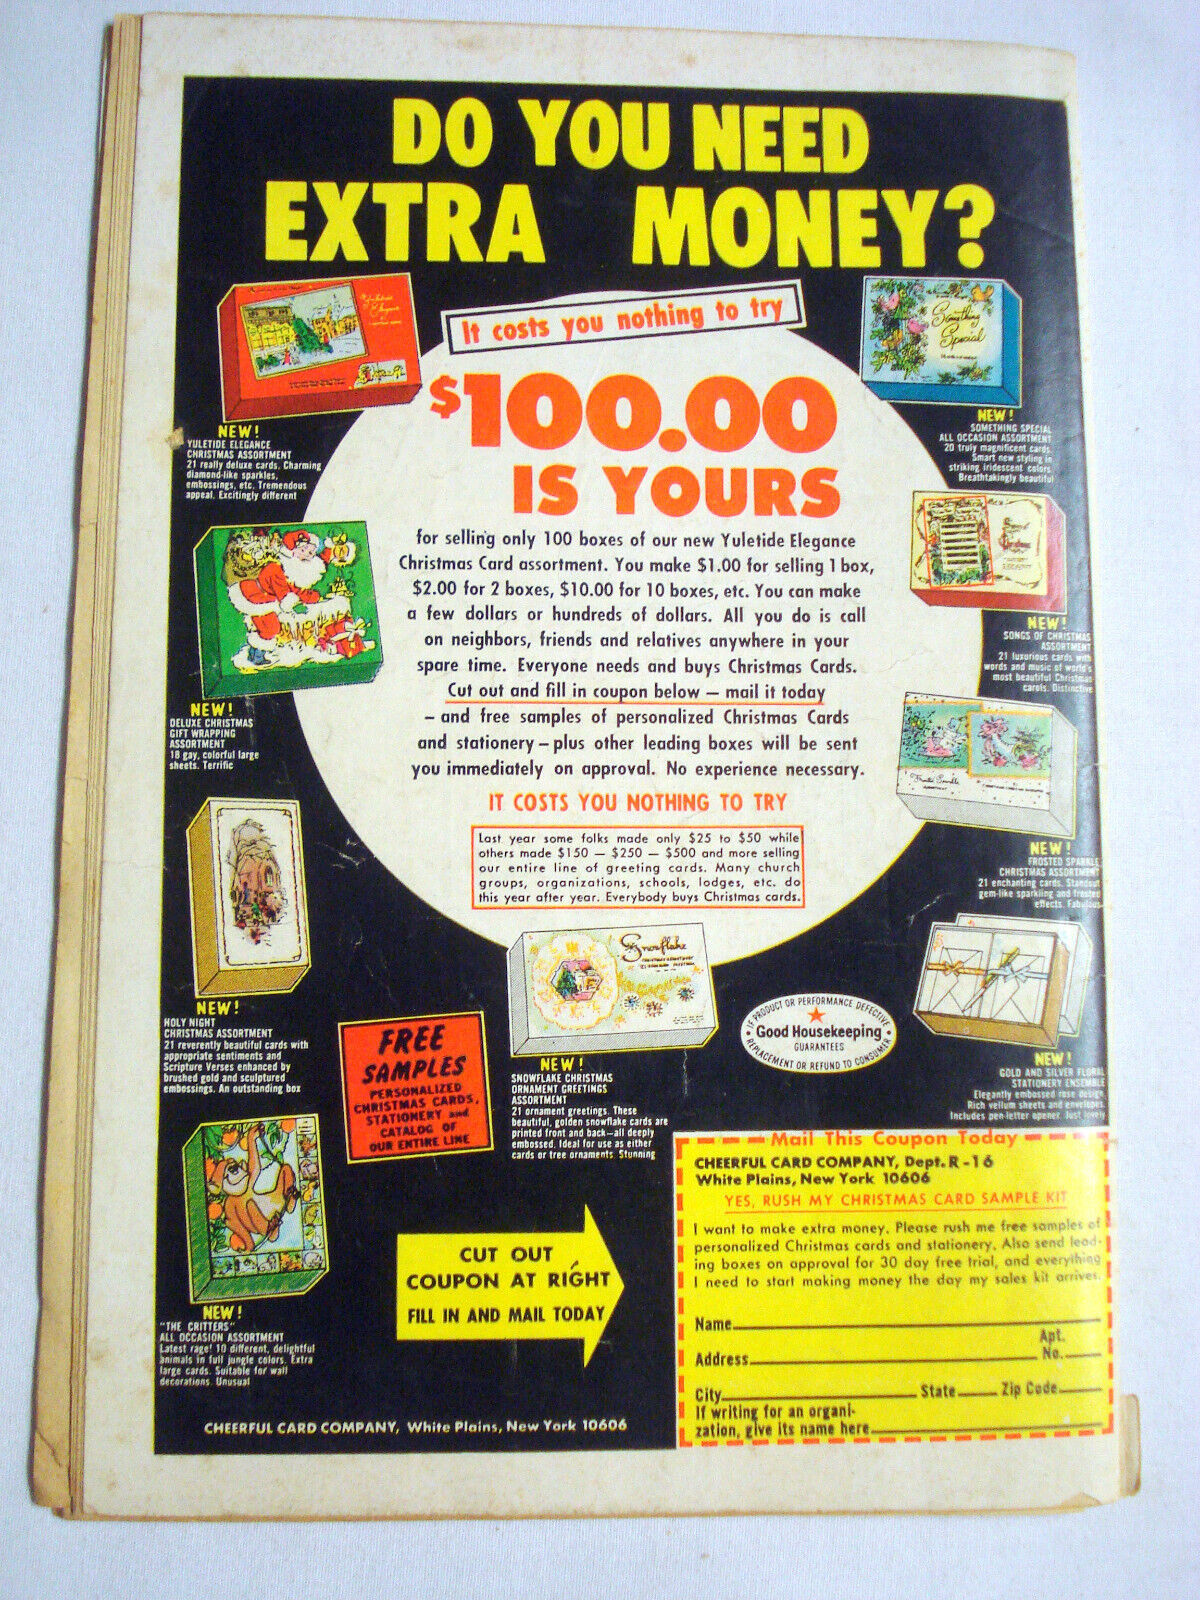 DO YOU NEED
EXTRA MONEY?
It costs you nothing to try
$100.00
IS YOURS
for selling only 100 boxes of our new Yuletide Elegance
Christmas Card assortment. You make $1.00 for selling 1 box,
$2.00 for 2 boxes, $10.00 for 10 boxes, etc. You can make
a few dollars or hundreds of dollars. All you do is call
on neighbors, friends and relatives anywhere in your
spare time. Everyone needs and buys Christmas Cards.
Cut out and fill in coupon below — mail it today
– and free samples of personalized Christmas Cards
and stationery – plus other leading boxes will be sent
you immediately on approval. No experience necessary.
IT COSTS YOU NOTHING TO TRY
Last year some folks made only $25 to $50 while
others made $150 — $250 — $500 and more selling
our entire line of greeting cards. Many church
groups, organizations, schools, lodges, etc. do
this year after year. Everybody buys Christmas cards.
Yuletide
Elegance
NEW!
YULETIDE ELEGANCE
CHRISTMAS ASSORTMENT
21 really deluxe cards. Charming
diamond-like sparkles,
embossings, etc. Tremendous
appeal. Excitingly different
NEW!
DELUXE CHRISTMAS
GIFT WRAPPING
ASSORTMENT
18 gay, colorful large
sheets. Terrific
NEW!
HOLY NIGHT
CHRISTMAS ASSORTMENT
21 reverently beautiful cards with
appropriate sentiments and
Scripture Verses enhanced by
brushed gold and sculptured
embossings. An outstanding box
NEW!
"THE CRITTERS"
ALL OCCASION ASSORTMENT
Latest rage! 10 different, delightful
animals in full jungle colors. Extra
large cards. Suitable for wall
decorations. Unusual
Something
Special
NEW!
SOMETHING SPECIAL
ALL OCCASION ASSORTMENT
20 truly magnificent cards.
Smart new styling in
striking iridescent colors.
Breathtakingly beautiful
NEW!
SONGS OF CHRISTMAS
ASSORTMENT
21 luxurious cards with
words and music of world's
most beautiful Christmas
carols. Distinctive
Frosted Sparkle
NEW!
FROSTED SPARKLE
CHRISTMAS ASSORTMENT
21 enchanting cards. Standout
gem-like sparkling and frosted
effects. Fabulous
NEW!
GOLD AND SILVER FLORAL
STATIONERY ENSEMBLE
Elegantly embossed rose design.
Rich vellum sheets and envelopes.
Includes pen-letter opener. Just lovely
Snowflake
NEW!
SNOWFLAKE CHRISTMAS
ORNAMENT GREETINGS
ASSORTMENT
21 ornament greetings. These
beautiful, golden snowflake cards are
printed front and back—all deeply
embossed. Ideal for use as either
cards or tree ornaments. Stunning
IF PRODUCT OR PERFORMANCE DEFECTIVE
Good Housekeeping
GUARANTEES
REPLACEMENT OR REFUND TO CONSUMER
FREE
SAMPLES
PERSONALIZED
CHRISTMAS CARDS,
STATIONERY and
CATALOG OF
OUR ENTIRE LINE
CUT OUT
COUPON AT RIGHT
FILL IN AND MAIL TODAY
CHEERFUL CARD COMPANY, White Plains, New York 10606
Mail This Coupon Today
CHEERFUL CARD COMPANY, Dept. R-16
White Plains, New York 10606
YES, RUSH MY CHRISTMAS CARD SAMPLE KIT
I want to make extra money. Please rush me free samples of
personalized Christmas cards and stationery. Also send lead-
ing boxes on approval for 30 day free trial, and everything
I need to start making money the day my sales kit arrives.
Name
Address Apt. No.
City State Zip Code
If writing for an organi-
zation, give its name here